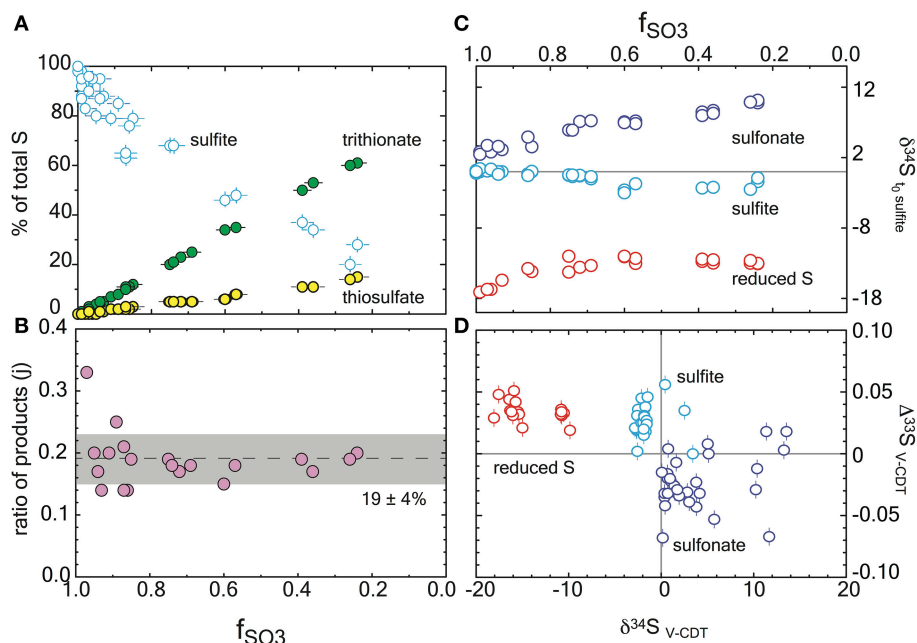 A
100
80
60
40
20
0
% of total S
sulfite
trithionate
thiosulfate
B
0.4
0.3
0.2
0.1
0.0
ratio of products (j)
19 ± 4%
1.0 0.8 0.6 0.4 0.2 0.0
fSO3
C
fSO3
1.0 0.8 0.6 0.4 0.2 0.0
12
2
-8
-18
δ34S t0 sulfite
sulfonate
sulfite
reduced S
D
0.10
0.05
0
-0.05
-0.10
Δ33S V-CDT
sulfite
reduced S
sulfonate
-20 -10 0 10 20
δ34S V-CDT